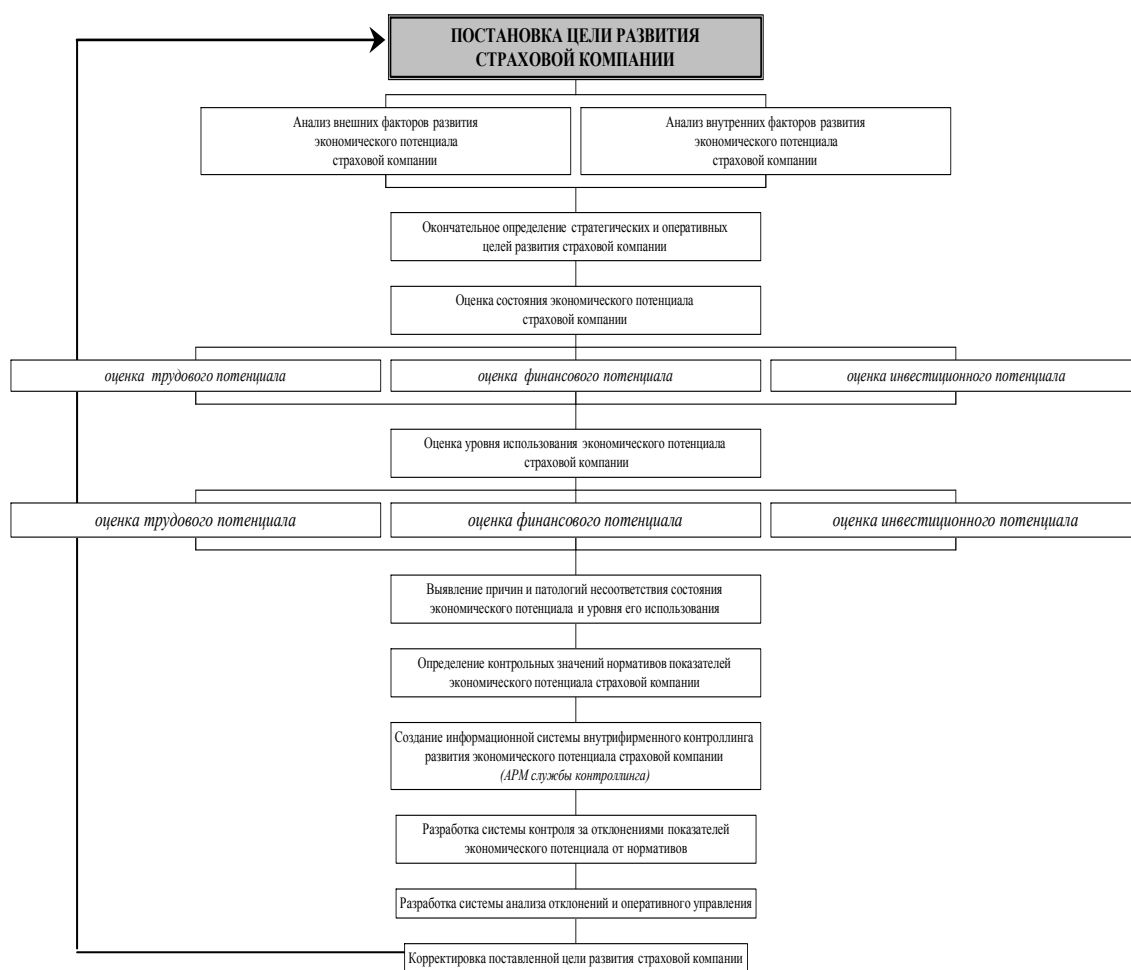 ПОСТАНОВКА ЦЕЛИ РАЗВИТИЯ
СТРАХОВОЙ КОМПАНИИ
Анализ внешних факторов развития
экономического потенциала
страховой компании
Анализ внутренних факторов развития
экономического потенциала
страховой компании
Окончательное определение стратегических и оперативных
целей развития страховой компании
Оценка состояния экономического потенциала
страховой компании
оценка трудового потенциала
оценка финансового потенциала
оценка инвестиционного потенциала
Оценка уровня использования экономического потенциала
страховой компании
оценка трудового потенциала
оценка финансового потенциала
оценка инвестиционного потенциала
Выявление причин и патологий несоответствия состояния
экономического потенциала и уровня его использования
Определение контрольных значений нормативов показателей
экономического потенциала страховой компании
Создание информационной системы внутрифирменного контроллинга
развития экономического потенциала страховой компании
(АРМ службы контроллинга)
Разработка системы контроля за отклонениями показателей
экономического потенциала от нормативов
Разработка системы анализа отклонений и оперативного управления
Корректировка поставленной цели развития страховой компании